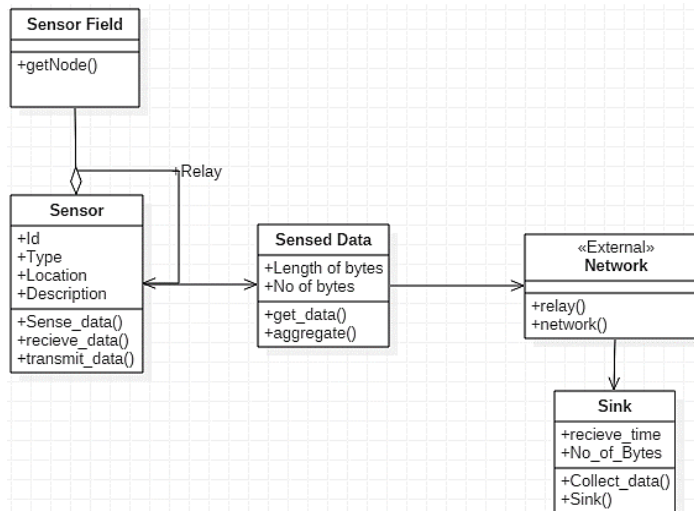 Sensor Field
+getNode()
+Relay
Sensor
+Id
+Type
+Location
+Description
+Sense_data()
+recieve_data()
+transmit_data()
Sensed Data
+Length of bytes
+No of bytes
+get_data()
+aggregate()
«External»
Network
+relay()
+network()
Sink
+recieve_time
+No_of_Bytes
+Collect_data()
+Sink()